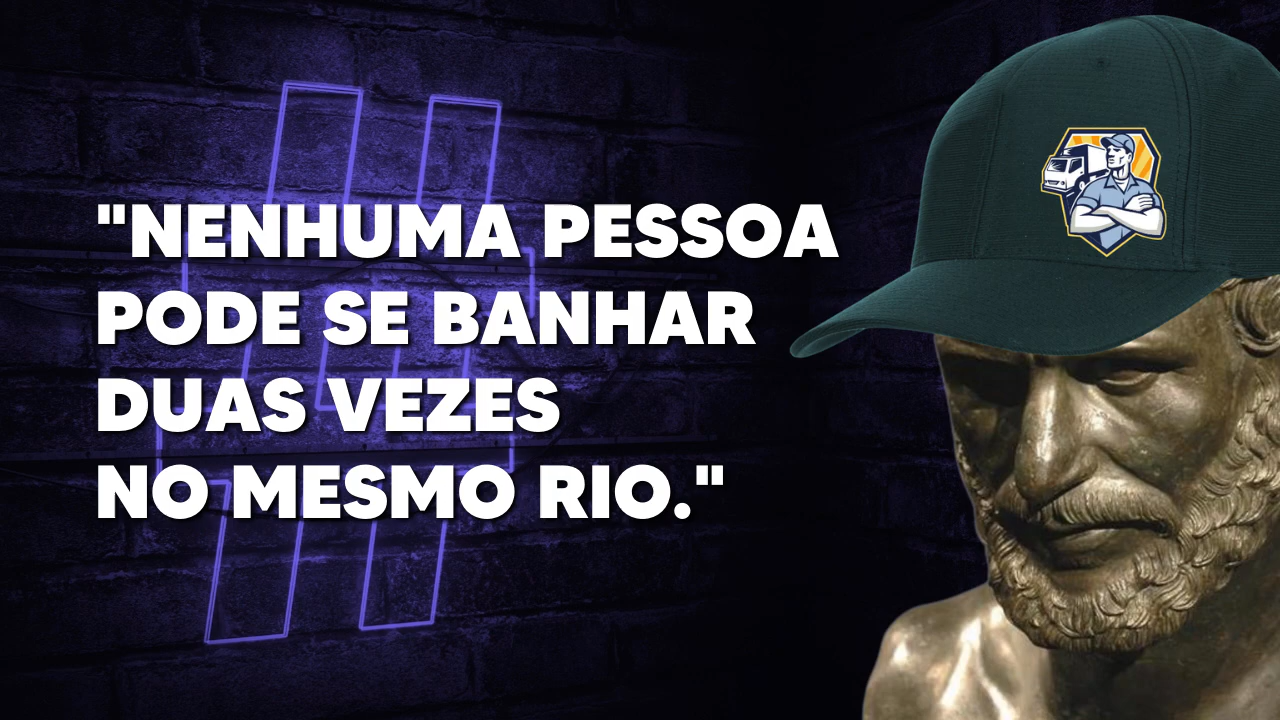 "NENHUMA PESSOA
PODE SE BANHAR
DUAS VEZES
NO MESMO RIO."